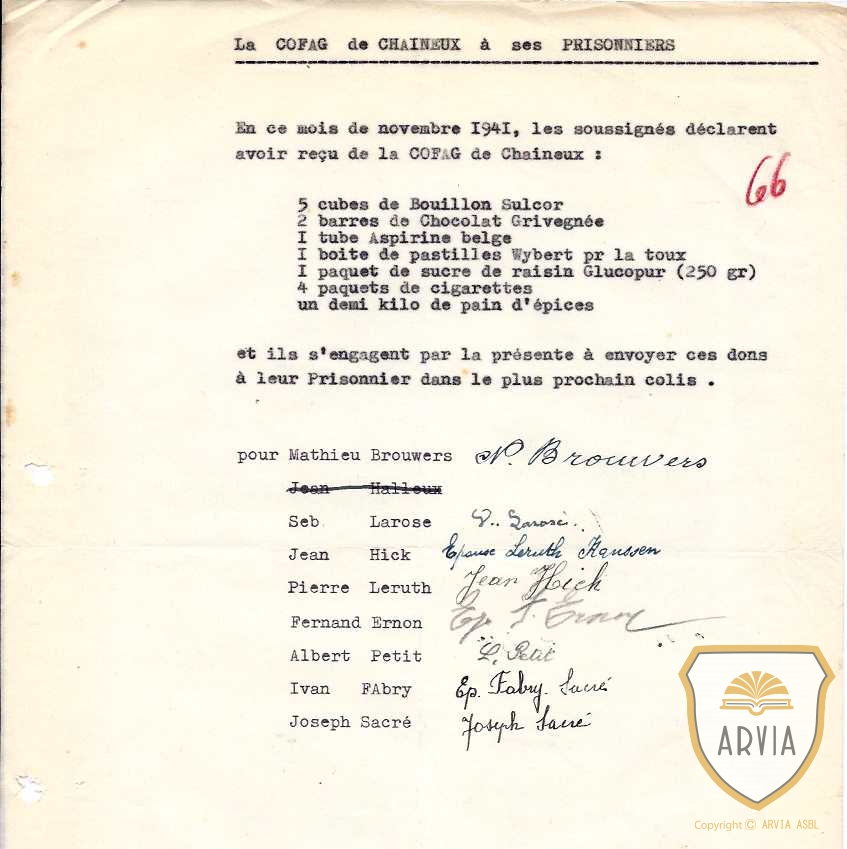 La COFAG de CHAINEUX à ses PRISONNIERS
En ce mois de novembre I94I, les soussignés déclarent
avoir reçu de la COFAG de Chaineux :
66
5 cubes de Bouillon Sulcor
2 barres de Chocolat Grivegnée
I tube Aspirine belge
I boite de pastilles Wybert pr la toux
I paquet de sucre de raisin Glucopur (250 gr)
4 paquets de cigarettes
un demi kilo de pain d'épices
et ils s'engagent par la présente à envoyer ces dons
à leur Prisonnier dans le plus prochain colis .
pour Mathieu Brouwers N. Brouwers
Jean Halleux
Seb Larose Larose
Jean Hick Epouse Leruth Kaussen
Pierre Leruth Jean Hick
Fernand Ernon Ep. F. Ernon
Albert Petit L. Petit
Ivan FAbry Ep. Fabry. Sacré
Joseph Sacré Joseph Sacré
ARVIA
Copyright © ARVIA ASBL